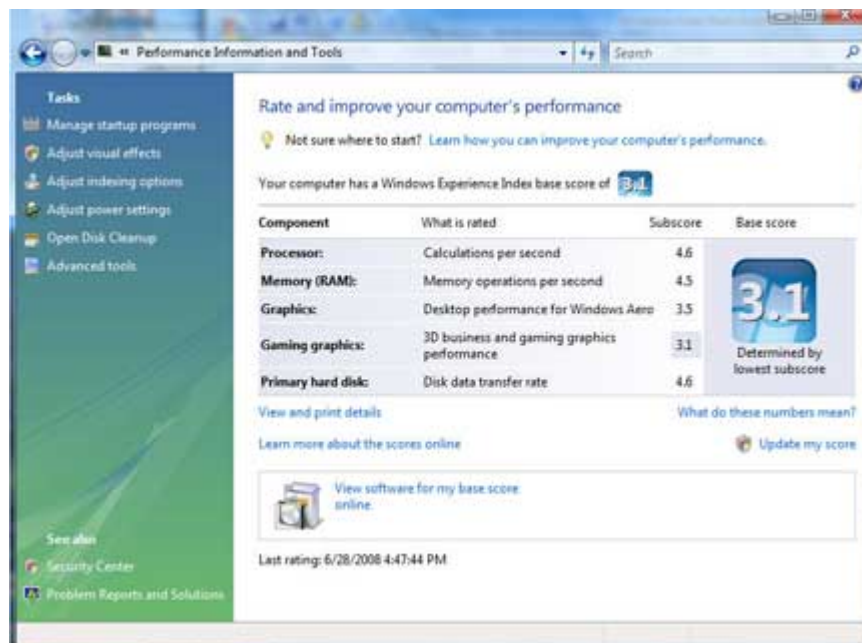 Performance Information and Tools
Search
Tasks
Manage startup programs
Adjust visual effects
Adjust indexing options
Adjust power settings
Open Disk Cleanup
Advanced tools
Rate and improve your computer's performance
Not sure where to start? Learn how you can improve your computer's performance.
Your computer has a Windows Experience Index base score of 3.1
Component What is rated Subscore Base score
Processor: Calculations per second 4.6
Memory (RAM): Memory operations per second 4.5
Graphics: Desktop performance for Windows Aero 3.5
Gaming graphics: 3D business and gaming graphics
performance 3.1
Primary hard disk: Disk data transfer rate 4.6
3.1
Determined by
lowest subscore
View and print details What do these numbers mean?
Learn more about the scores online Update my score
View software for my base score
online
Last rating: 6/28/2008 4:47:44 PM
See also
Security Center
Problem Reports and Solutions